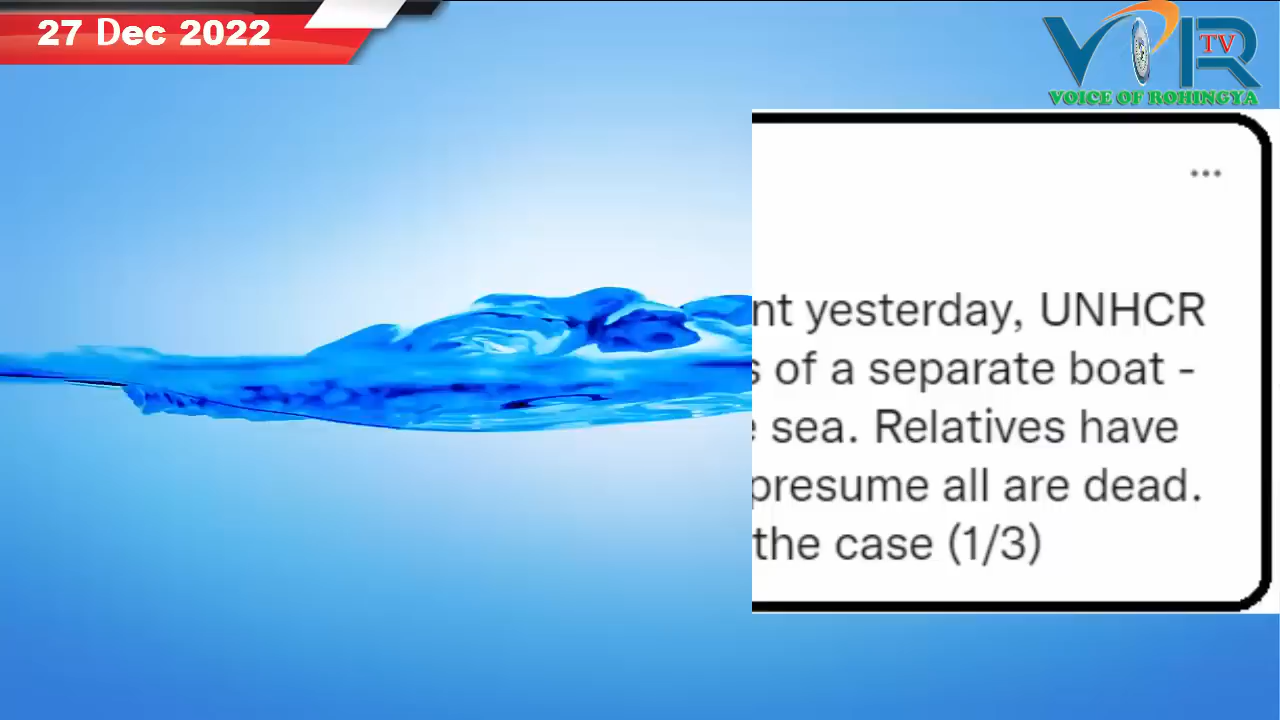 27 Dec 2022
VOR
TV
VOICE OF ROHINGYA
nt yesterday, UNHCR
of a separate boat -
sea. Relatives have
presume all are dead.
the case (1/3)